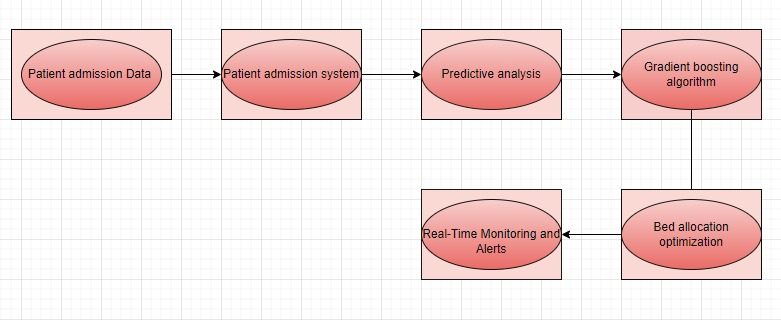 Patient admission Data
Patient admission system
Predictive analysis
Gradient boosting
algorithm
Real-Time Monitoring and
Alerts
Bed allocation
optimization